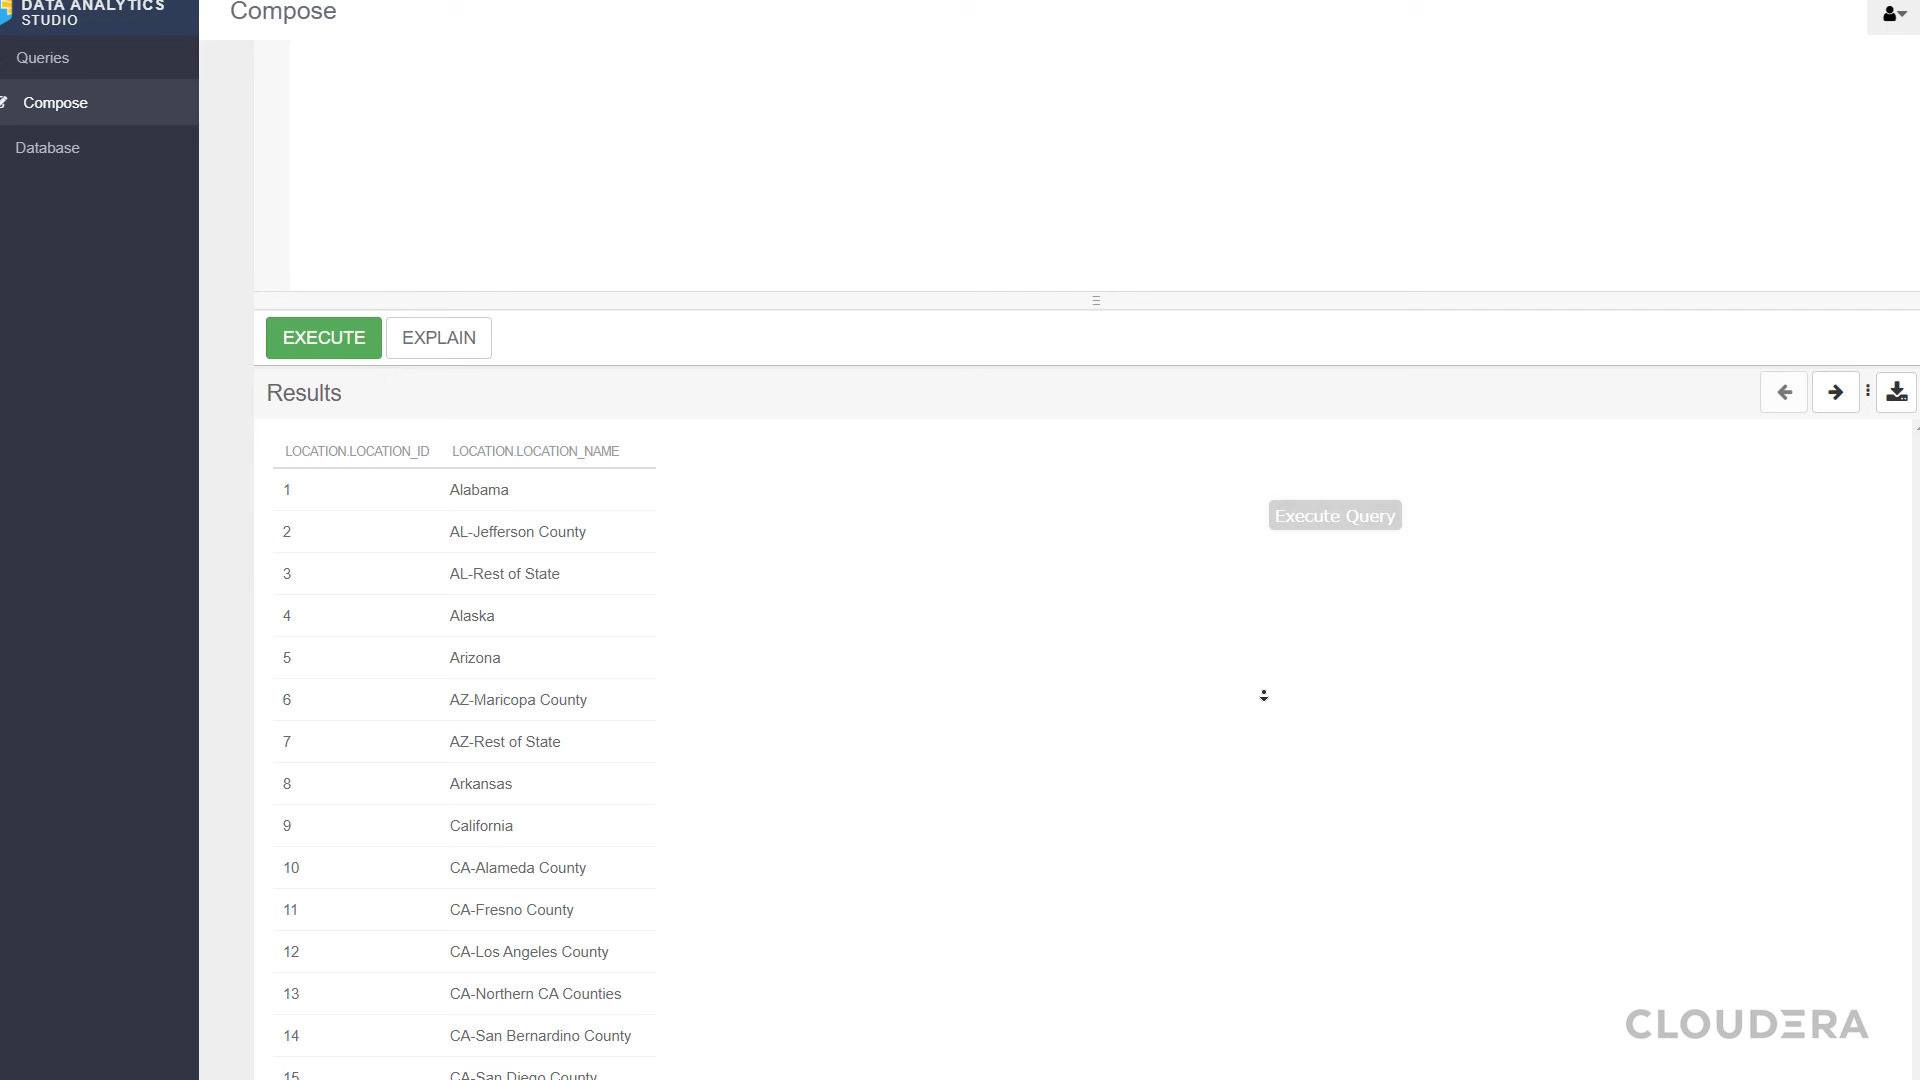 DATA ANALYTICS
STUDIO
Compose
Queries
Compose
Database
EXECUTE
EXPLAIN
Results
LOCATION.LOCATION_ID LOCATION.LOCATION_NAME
1 Alabama
Execute Query
2 AL-Jefferson County
3 AL-Rest of State
4 Alaska
5 Arizona
6 AZ-Maricopa County
7 AZ-Rest of State
8 Arkansas
9 California
10 CA-Alameda County
11 CA-Fresno County
12 CA-Los Angeles County
13 CA-Northern CA Counties
14 CA-San Bernardino County
15 CA-San Diego County
CLOUDERA